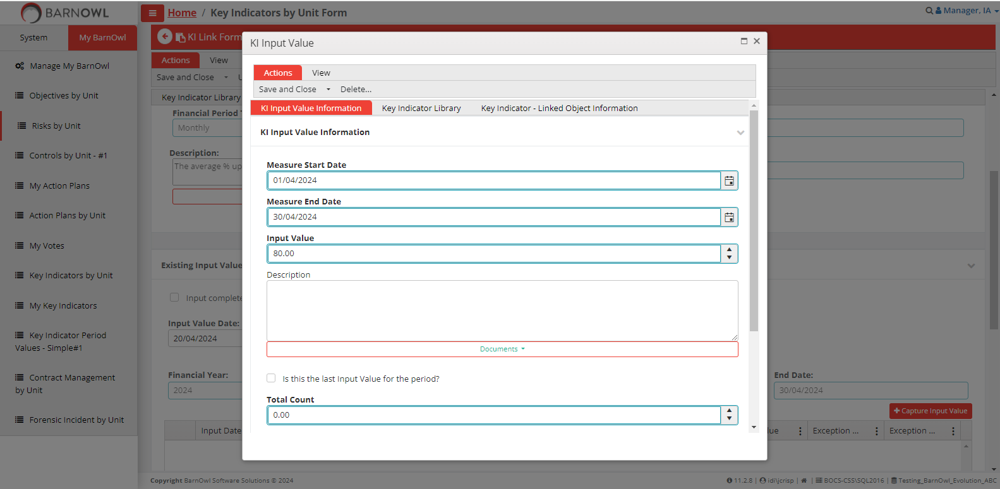 BARNOWL
Home / Key Indicators by Unit Form
Manager, IA
System
My BarnOwl
Manage My BarnOwl
Objectives by Unit
Risks by Unit
Controls by Unit - #1
My Action Plans
Action Plans by Unit
My Votes
Key Indicators by Unit
My Key Indicators
Key Indicator Period
Values - Simple#1
Contract Management
by Unit
Forensic Incident by Unit
KI Link Form
Actions
View
Save and Close
Key Indicator Library
Financial Period
Monthly
Description:
The average % up
Existing Input Value
Input complete
Input Value Date:
20/04/2024
Financial Year:
2024
End Date:
30/04/2024
+ Capture Input Value
Input Date
lue
Exception ...
Exception ...
KI Input Value
Actions
View
Save and Close
Delete...
KI Input Value Information
Key Indicator Library
Key Indicator - Linked Object Information
KI Input Value Information
Measure Start Date
01/04/2024
Measure End Date
30/04/2024
Input Value
80.00
Description
Documents
Is this the last Input Value for the period?
Total Count
0.00
Copyright BarnOwl Software Solutions © 2024
11.2.8 | idi\jcrisp | | BOCS-CSS\SQL2016 | Testing_BarnOwl_Evolution_ABC